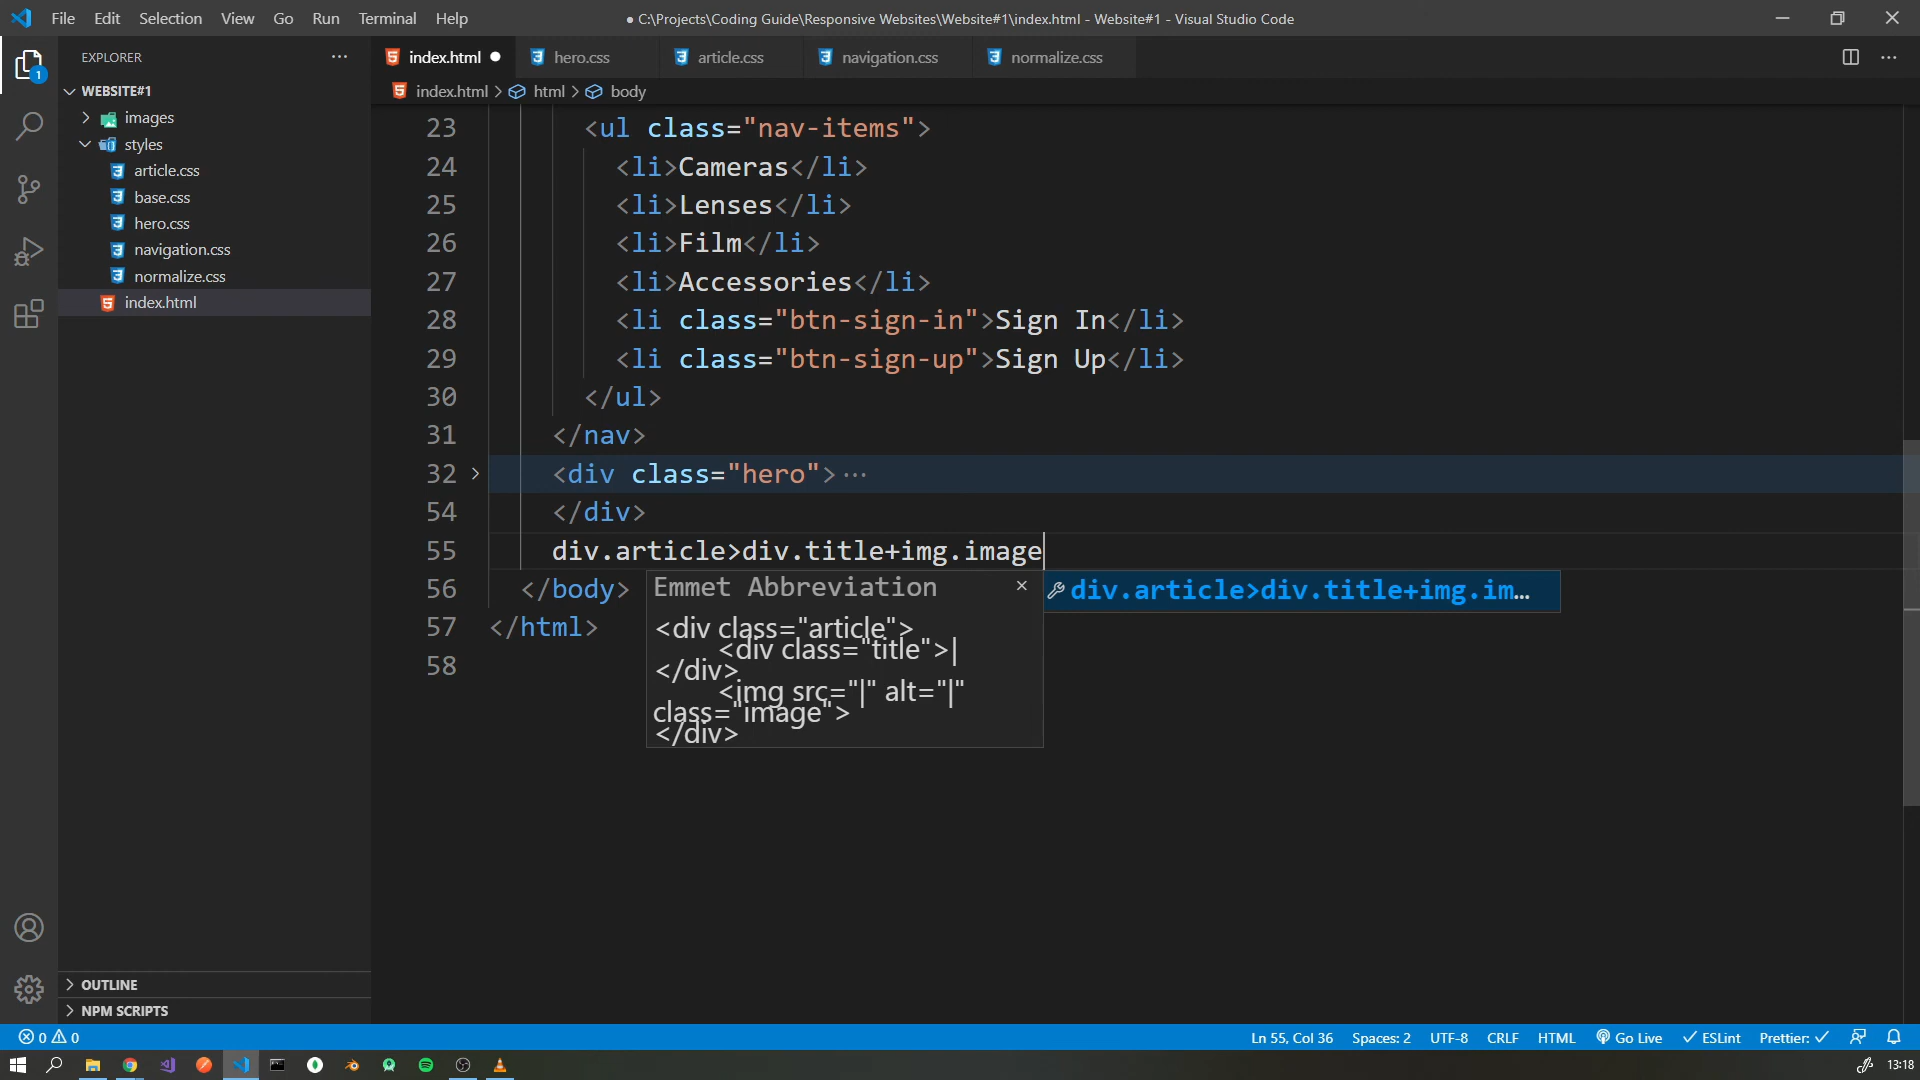 File Edit Selection View Go Run Terminal Help
● C:\Projects\Coding Guide\Responsive Websites\Website#1\index.html - Website#1 - Visual Studio Code
EXPLORER
index.html
hero.css
article.css
navigation.css
normalize.css
1
WEBSITE#1
images
styles
article.css
base.css
hero.css
navigation.css
normalize.css
index.html
index.html > html > body
23 <ul class="nav-items">
24 <li>Cameras</li>
25 <li>Lenses</li>
26 <li>Film</li>
27 <li>Accessories</li>
28 <li class="btn-sign-in">Sign In</li>
29 <li class="btn-sign-up">Sign Up</li>
30 </ul>
31 </nav>
32 <div class="hero">···
54 </div>
55 div.article>div.title+img.image
56 </body>
57 </html>
58
Emmet Abbreviation
<div class="article">
<div class="title">|
</div>
<img src="|" alt="|"
class="image">
</div>
div.article>div.title+img.im…
OUTLINE
NPM SCRIPTS
0 0
Ln 55, Col 36 Spaces: 2 UTF-8 CRLF HTML Go Live ESLint Prettier: ✓
13:18